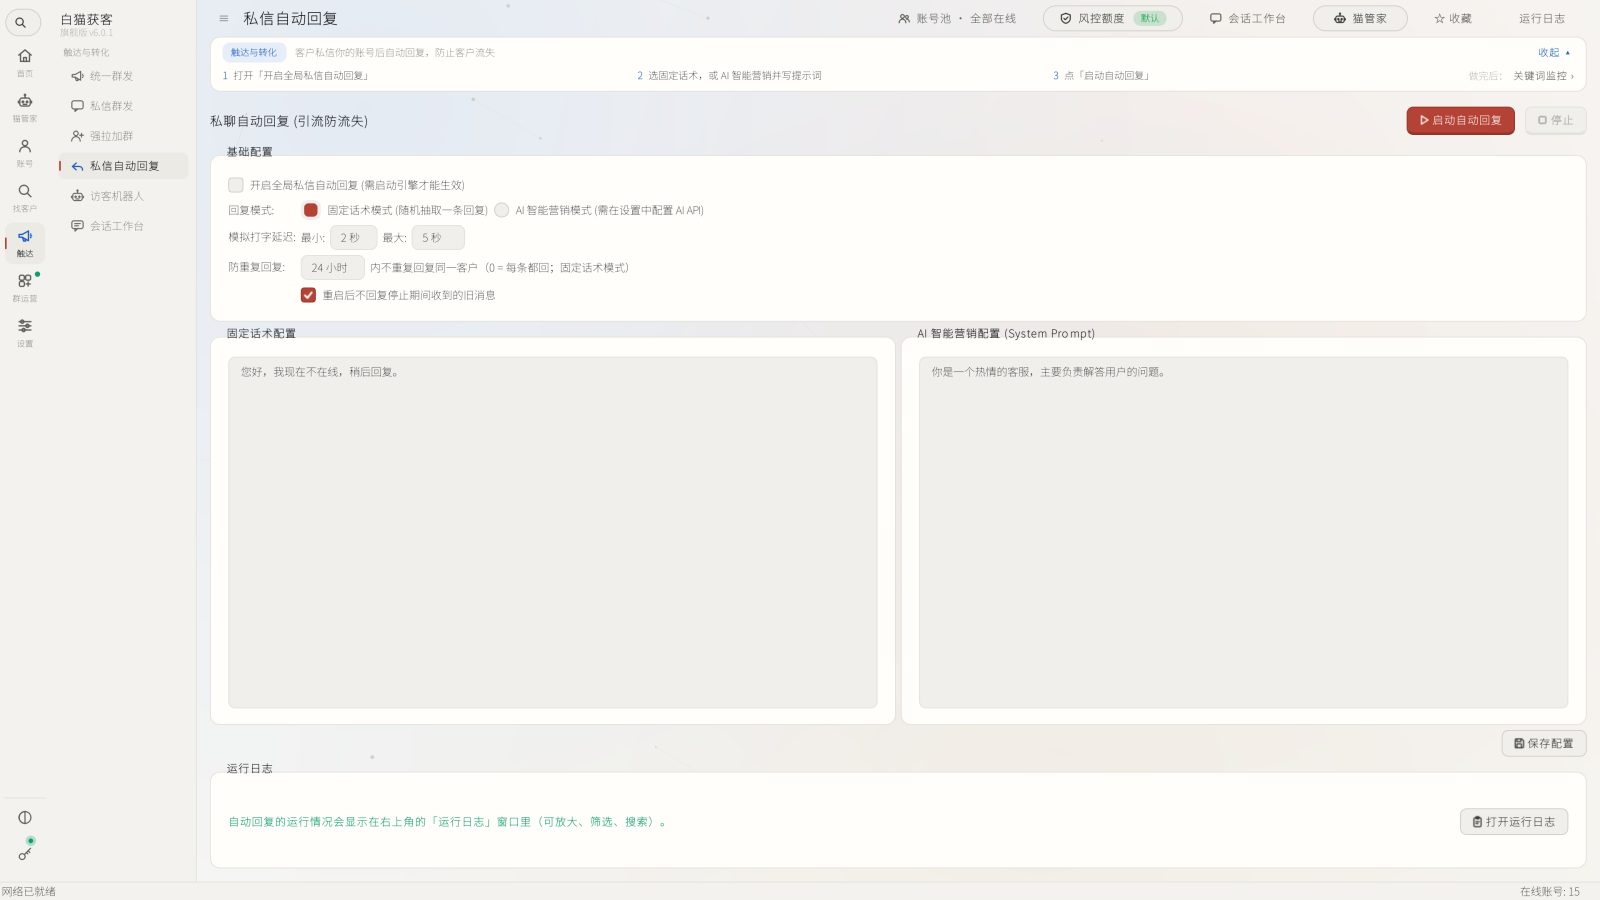 白猫获客
旗舰版 v6.0.1
首页
猫管家
账号
找客户
触达
群运营
设置
触达与转化
统一群发
私信群发
强拉加群
私信自动回复
访客机器人
会话工作台
私信自动回复
账号池 · 全部在线
风控额度 默认
会话工作台
猫管家
☆ 收藏
运行日志
触达与转化 客户私信你的账号后自动回复，防止客户流失
收起
1 打开「开启全局私信自动回复」
2 选固定话术，或 AI 智能营销并写提示词
3 点「启动自动回复」
做完后: 关键词监控 ›
私聊自动回复 (引流防流失)
启动自动回复
停止
基础配置
开启全局私信自动回复 (需启动引擎才能生效)
回复模式: 固定话术模式 (随机抽取一条回复) AI 智能营销模式 (需在设置中配置 AI API)
模拟打字延迟: 最小: 2 秒 最大: 5 秒
防重复回复: 24 小时 内不重复回复同一客户（0 = 每条都回；固定话术模式）
重启后不回复停止期间收到的旧消息
固定话术配置
您好，我现在不在线，稍后回复。
AI 智能营销配置 (System Prompt)
你是一个热情的客服，主要负责解答用户的问题。
保存配置
运行日志
自动回复的运行情况会显示在右上角的「运行日志」窗口里（可放大、筛选、搜索）。
打开运行日志
网络已就绪
在线账号: 15